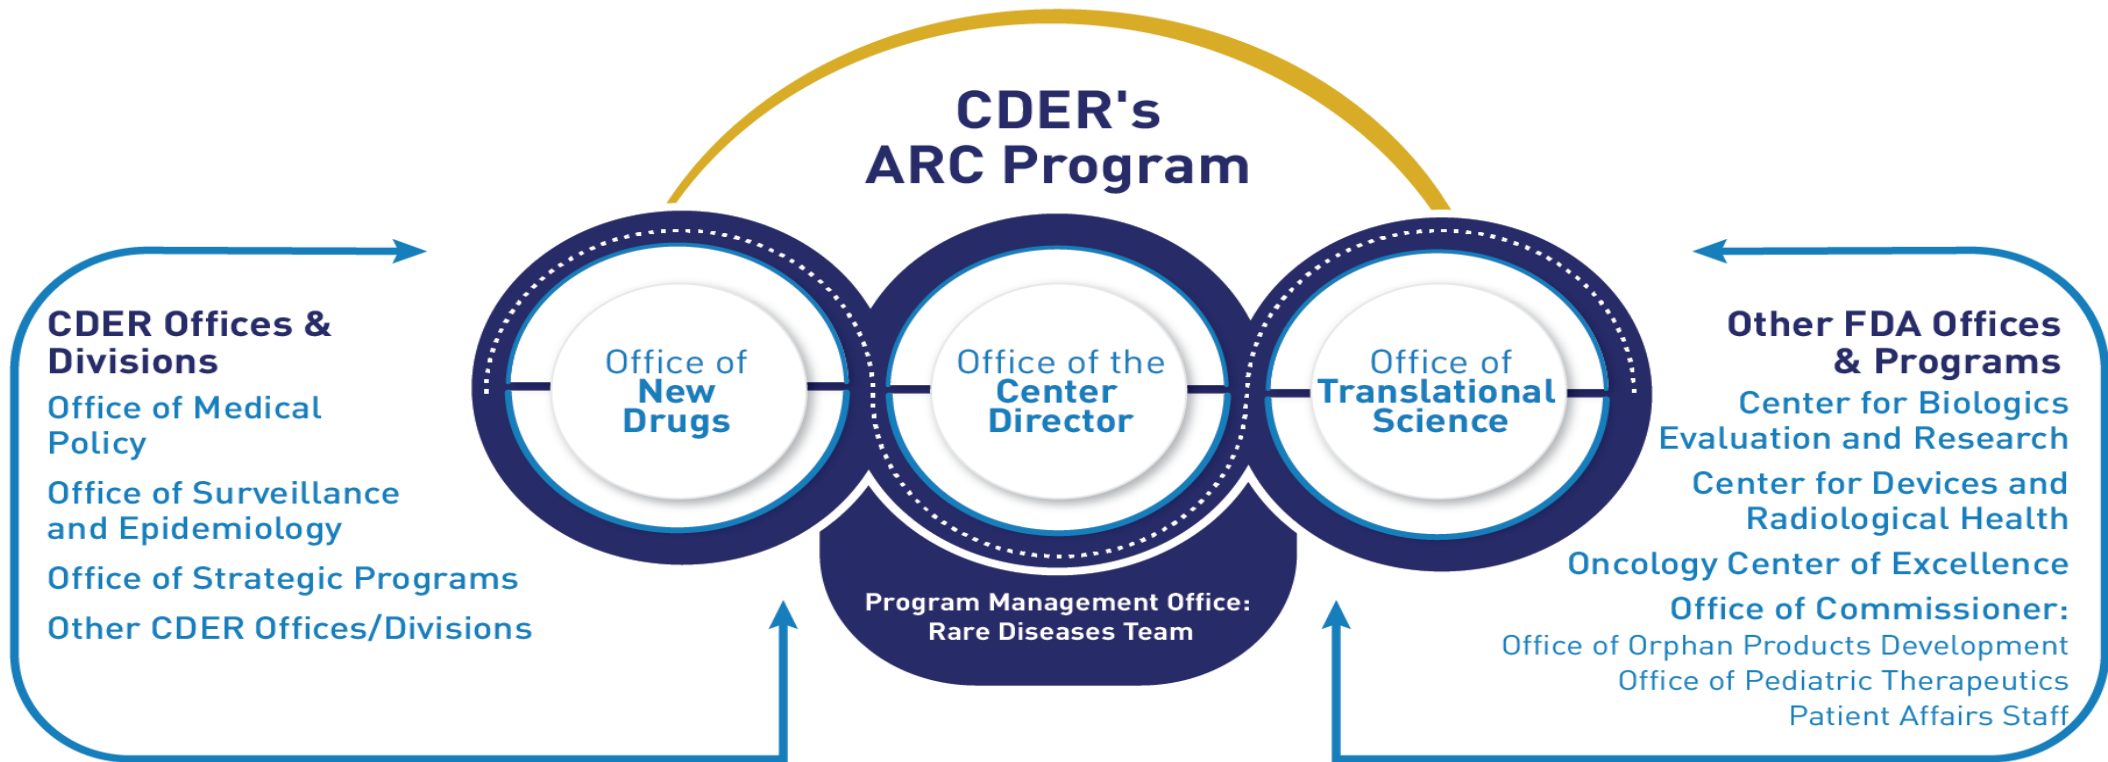 CDER's
ARC Program
CDER Offices &
Divisions
Office of Medical
Policy
Office of Surveillance
and Epidemiology
Office of Strategic Programs
Other CDER Offices/Divisions
Office of
New
Drugs
Office of the
Center
Director
Office of
Translational
Science
Program Management Office:
Rare Diseases Team
Other FDA Offices
& Programs
Center for Biologics
Evaluation and Research
Center for Devices and
Radiological Health
Oncology Center of Excellence
Office of Commissioner:
Office of Orphan Products Development
Office of Pediatric Therapeutics
Patient Affairs Staff